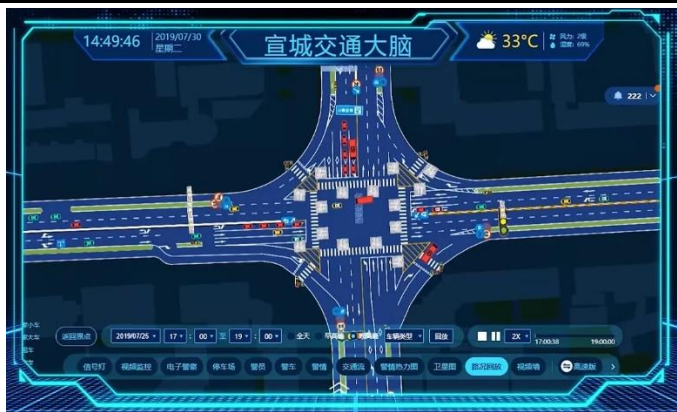 14:49:46
2019/07/30
星期二
宣城交通大脑
33°C
风力: 2级
湿度: 69%
222
返回原点
2019/07/25 17 : 00 至 19 : 00
全天
车辆类型
回放
2X
17:00:38
19:00:00
信号灯
视频监控
电子警察
停车场
警员
警车
警情
交通流
警情热力图
卫星图
路况回放
视频墙
高速版